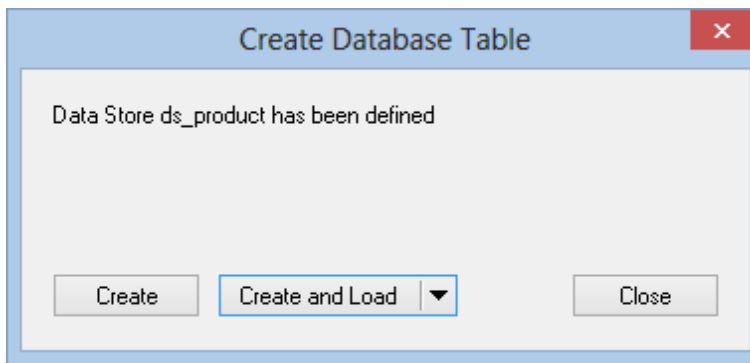 Create Database Table
Data Store ds_product has been defined
Create
Create and Load
Close